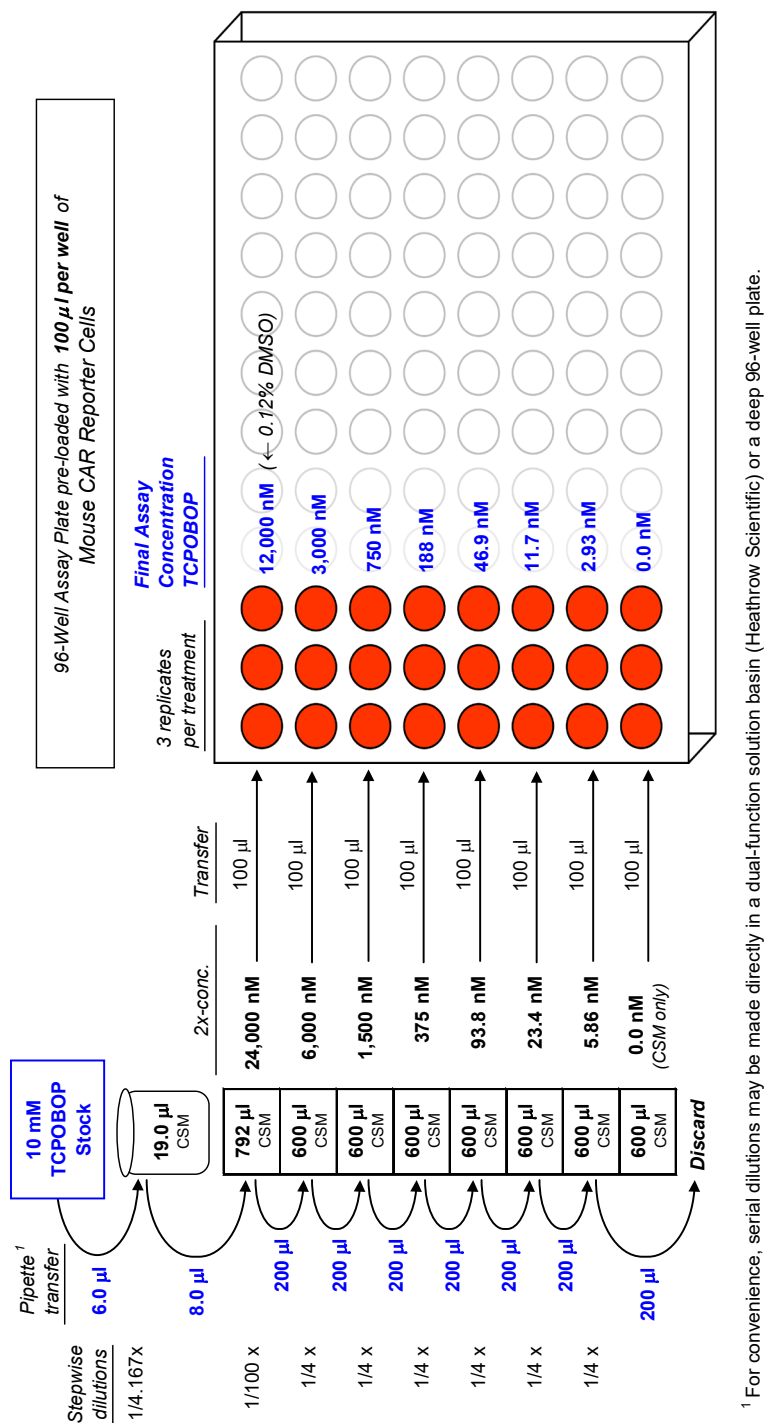 96-Well Assay Plate pre-loaded with 100 µl per well of
Mouse CAR Reporter Cells
Stepwise
dilutions
Pipette ¹
transfer
10 mM
TCPOBOP
Stock
2x-conc.
Transfer
3 replicates
per treatment
Final Assay
Concentration
TCPOBOP
1/4.167x
6.0 µl
19.0 µl
CSM
8.0 µl
1/100 x
792 µl
CSM
24,000 nM
100 µl
12,000 nM
(← 0.12% DMSO)
200 µl
1/4 x
600 µl
CSM
6,000 nM
100 µl
3,000 nM
200 µl
1/4 x
600 µl
CSM
1,500 nM
100 µl
750 nM
200 µl
1/4 x
600 µl
CSM
375 nM
100 µl
188 nM
200 µl
1/4 x
600 µl
CSM
93.8 nM
100 µl
46.9 nM
200 µl
1/4 x
600 µl
CSM
23.4 nM
100 µl
11.7 nM
200 µl
1/4 x
600 µl
CSM
5.86 nM
100 µl
2.93 nM
200 µl
600 µl
CSM
0.0 nM
(CSM only)
100 µl
0.0 nM
Discard
¹ For convenience, serial dilutions may be made directly in a dual-function solution basin (Heathrow Scientific) or a deep 96-well plate.